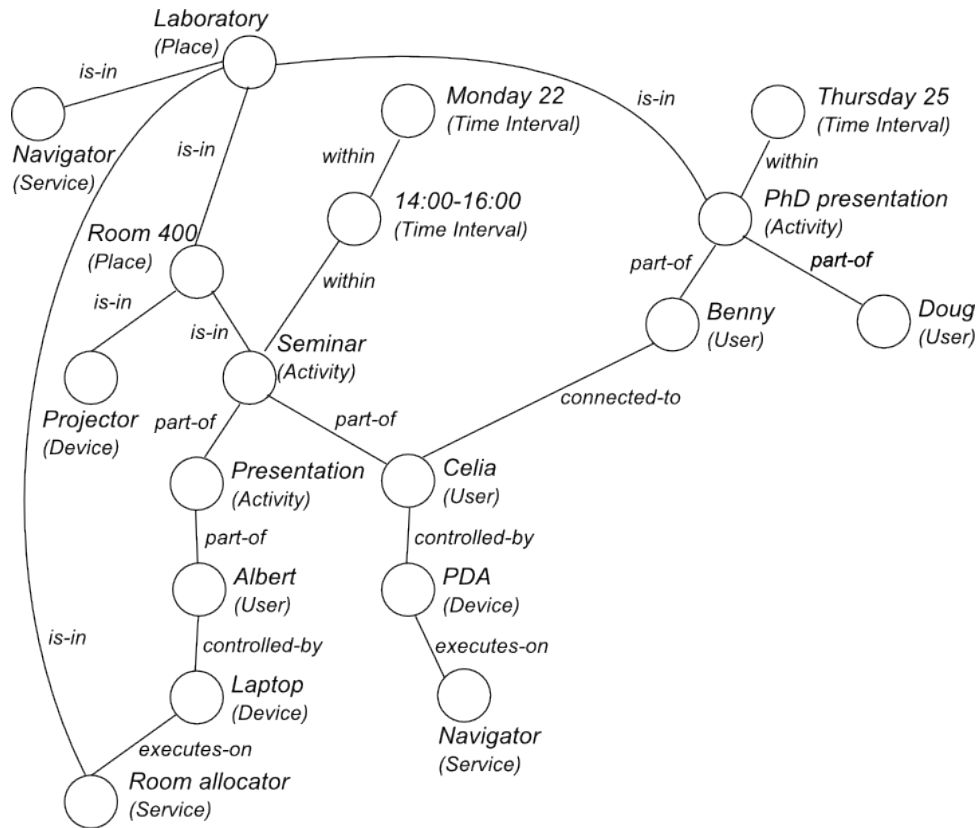 Laboratory
(Place)
is-in
Navigator
(Service)
is-in
is-in
Monday 22
(Time Interval)
within
14:00-16:00
(Time Interval)
within
Thursday 25
(Time Interval)
within
PhD presentation
(Activity)
part-of
part-of
Benny
(User)
Doug
(User)
Room 400
(Place)
is-in
is-in
Seminar
(Activity)
Projector
(Device)
part-of
part-of
connected-to
Presentation
(Activity)
Celia
(User)
part-of
controlled-by
Albert
(User)
PDA
(Device)
is-in
controlled-by
executes-on
Laptop
(Device)
Navigator
(Service)
executes-on
Room allocator
(Service)